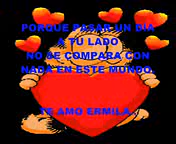 PORQUE PASAR UN DIA
A TU LADO
NO SE COMPARA CON
NADA EN ESTE MUNDO.
TE AMO ERMILA